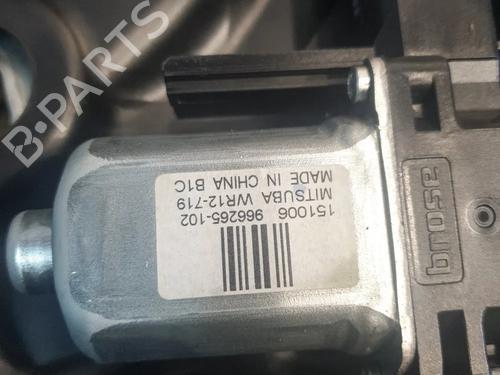 B-PARTS
151006 966265-102
MITSUBA WR12-719
MADE IN CHINA B1C
brose